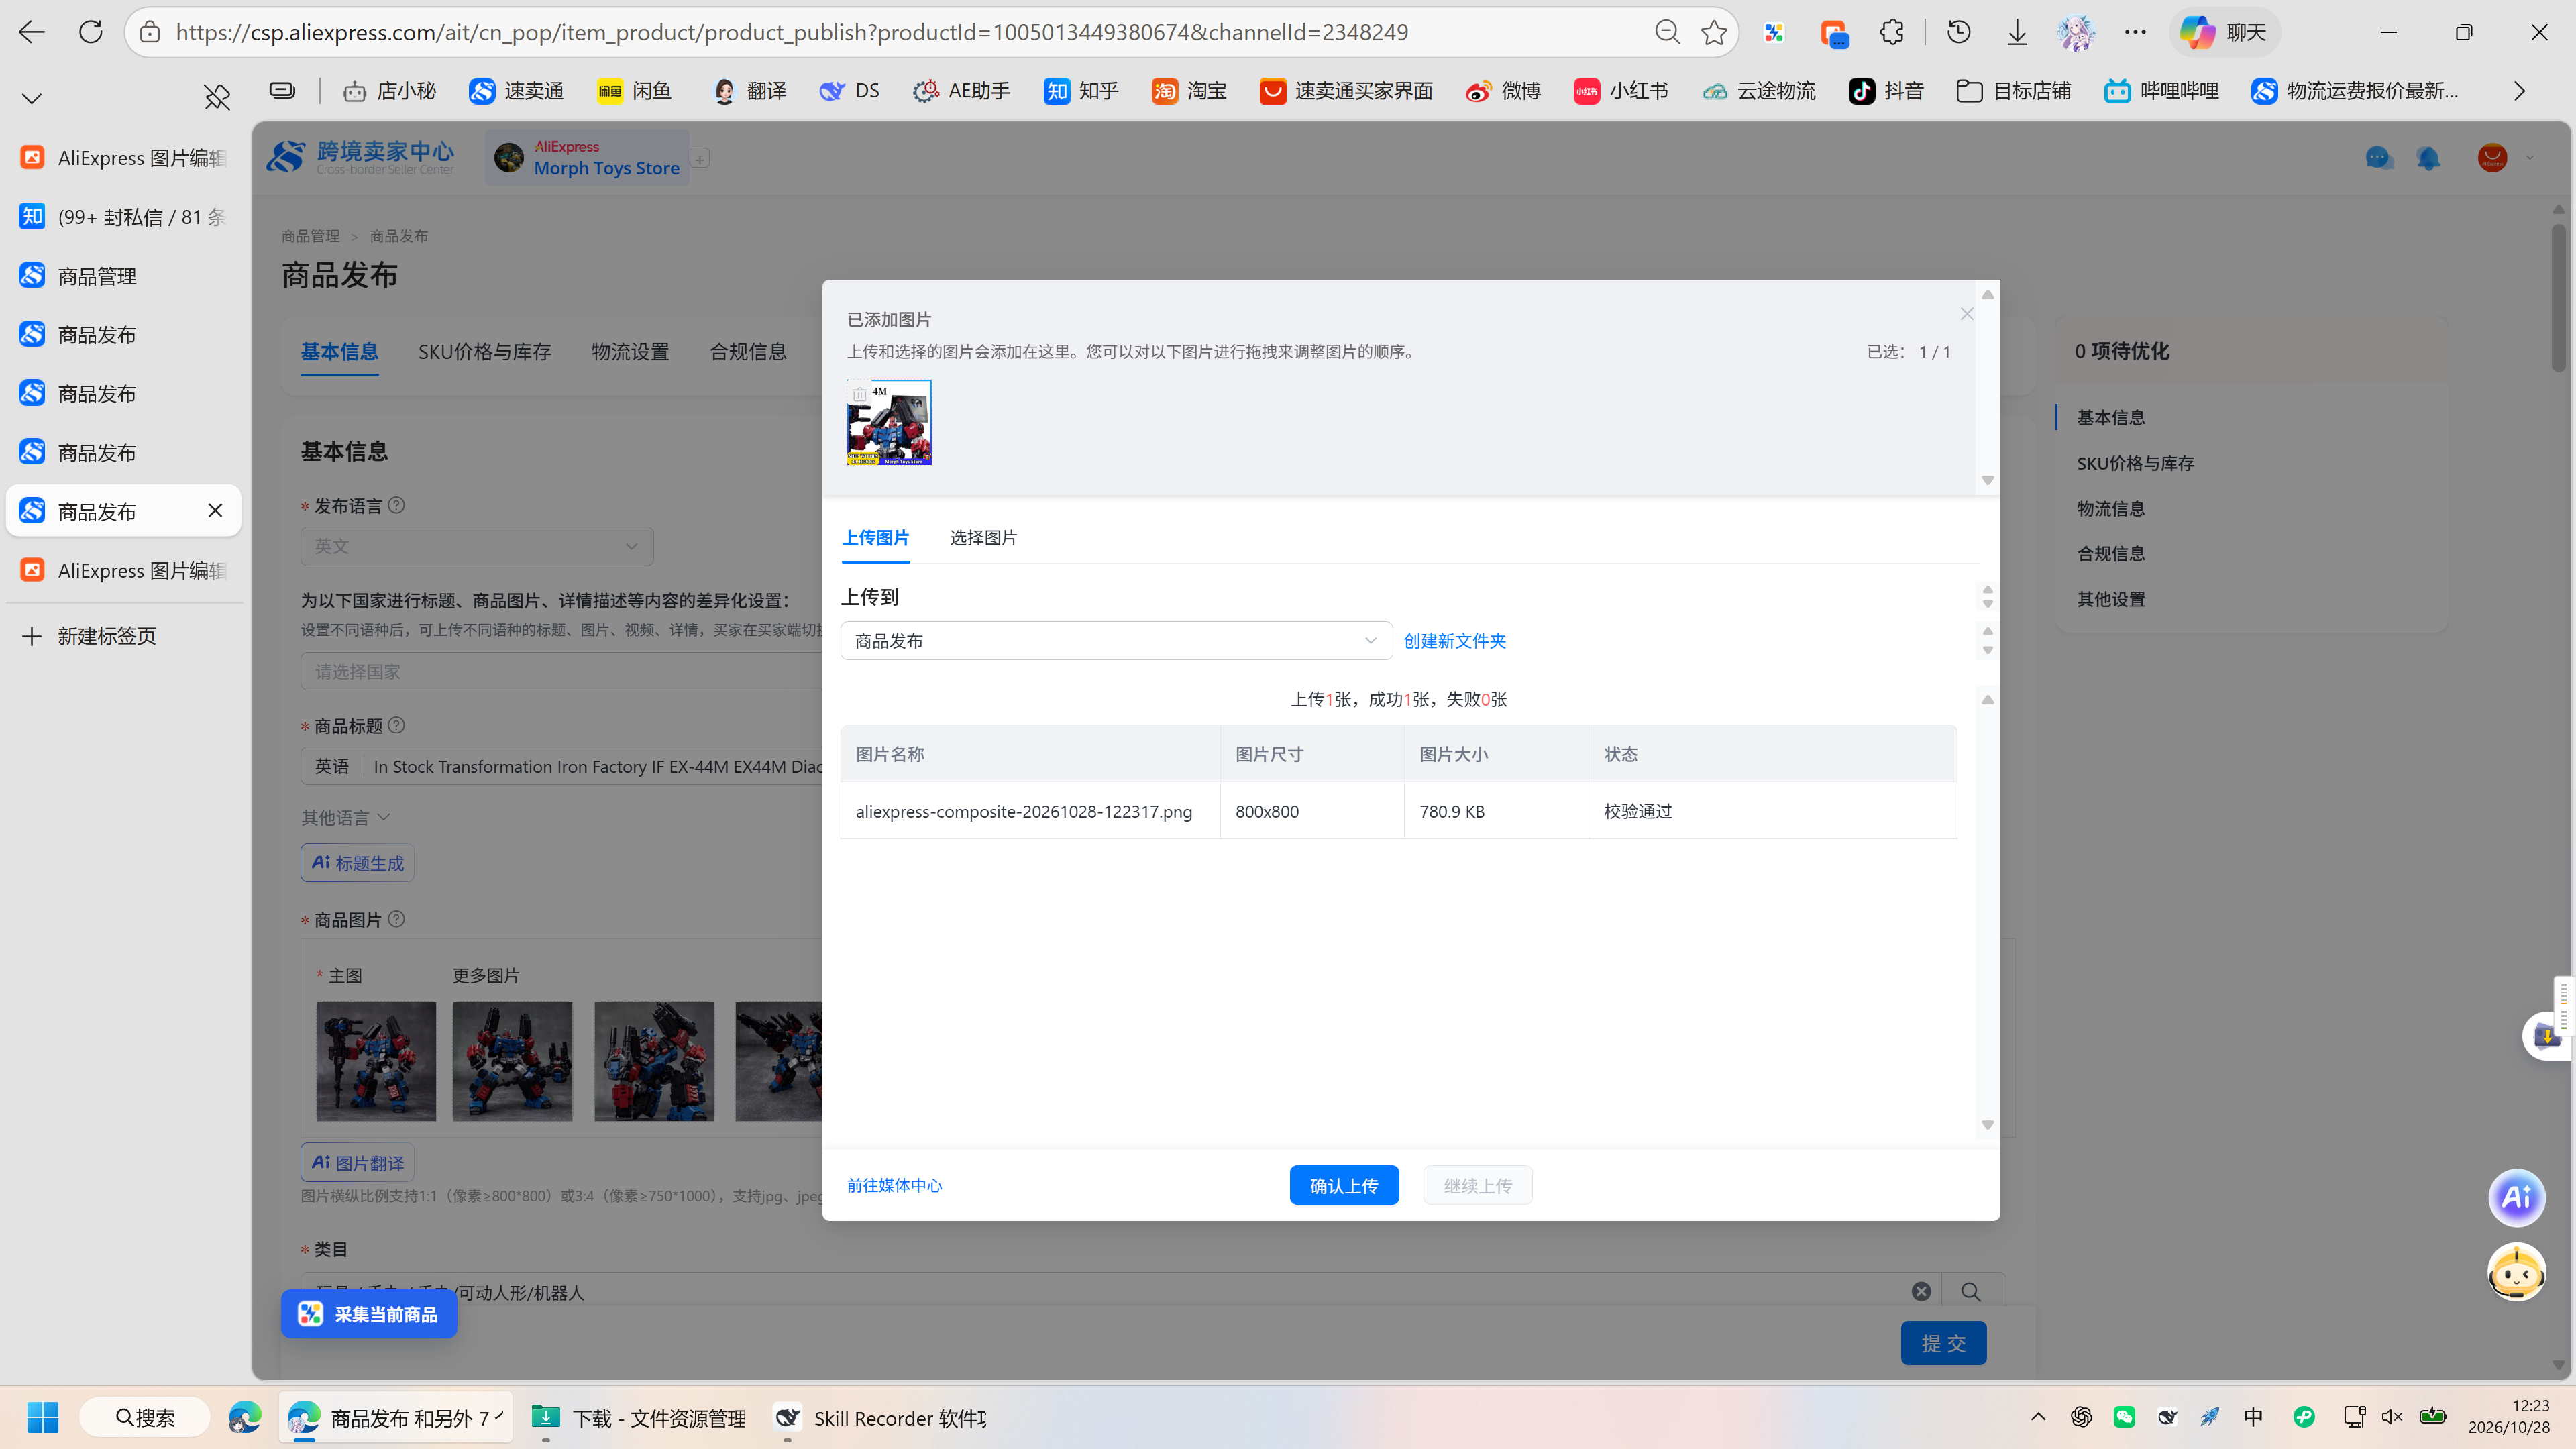 https://csp.aliexpress.com/ait/cn_pop/item_product/product_publish?productId=1005013449380674&channelId=2348249
聊天
店小秘
速卖通
闲鱼
翻译
DS
AE助手
知乎
淘宝
速卖通买家界面
微博
小红书
云途物流
抖音
目标店铺
哔哩哔哩
物流运费报价最新...
AliExpress 图片编辑
(99+ 封私信 / 81 条
商品管理
商品发布
商品发布
商品发布
商品发布
AliExpress 图片编辑
新建标签页
跨境卖家中心
Cross-border Seller Center
AliExpress
Morph Toys Store
商品管理 > 商品发布
商品发布
基本信息
SKU价格与库存
物流设置
合规信息
基本信息
* 发布语言
英文
为以下国家进行标题、商品图片、详情描述等内容的差异化设置：
设置不同语种后，可上传不同语种的标题、图片、视频、详情，买家在买家端切
请选择国家
* 商品标题
英语
In Stock Transformation Iron Factory IF EX-44M EX44M Diac
其他语言
Ai 标题生成
* 商品图片
* 主图
更多图片
Ai 图片翻译
图片横纵比例支持1:1（像素≥800*800）或3:4（像素≥750*1000），支持jpg、jpeg
* 类目
可动人形/机器人
采集当前商品
提 交
已添加图片
上传和选择的图片会添加在这里。您可以对以下图片进行拖拽来调整图片的顺序。
已选： 1 / 1
4M
Morph Toys Store
上传图片
选择图片
上传到
商品发布
创建新文件夹
上传1张，成功1张，失败0张
图片名称
图片尺寸
图片大小
状态
aliexpress-composite-20261028-122317.png
800x800
780.9 KB
校验通过
前往媒体中心
确认上传
继续上传
0 项待优化
基本信息
SKU价格与库存
物流信息
合规信息
其他设置
Ai
搜索
商品发布 和另外 7
下载 - 文件资源管理
Skill Recorder 软件
中
12:23
2026/10/28